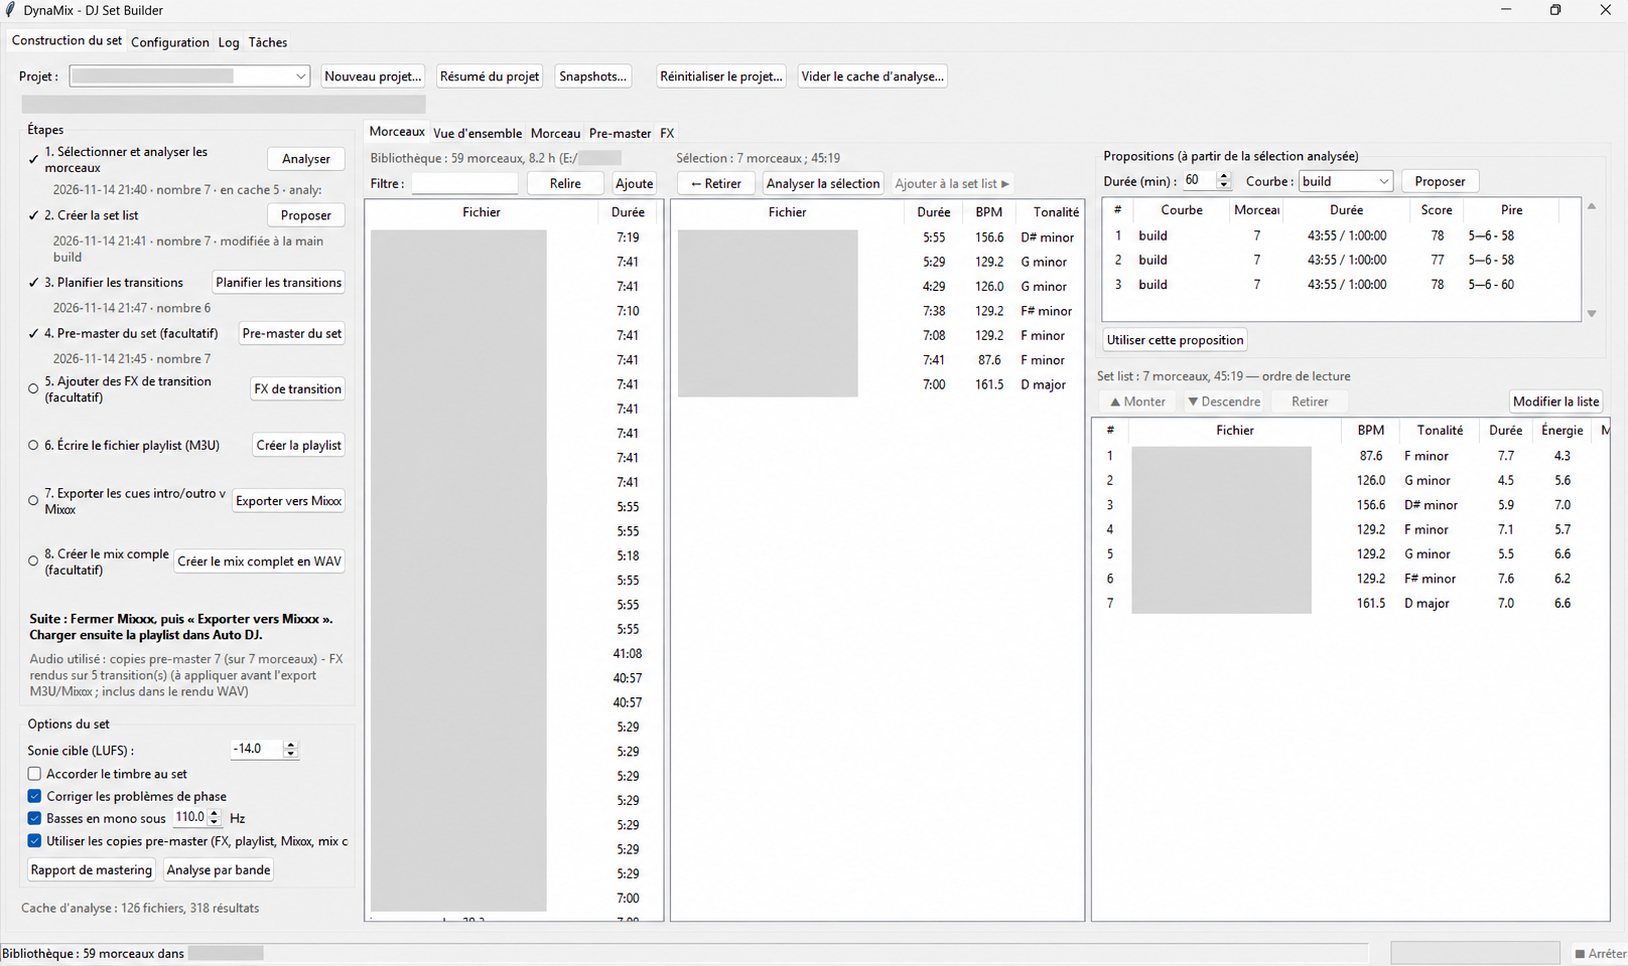 DynaMix - DJ Set Builder
Construction du set Configuration Log Tâches
Projet : Nouveau projet... Résumé du projet Snapshots... Réinitialiser le projet... Vider le cache d'analyse...
Étapes
✓ 1. Sélectionner et analyser les morceaux
Analyser
2026-11-14 21:40 · nombre 7 · en cache 5 · analy:
✓ 2. Créer la set list
Proposer
2026-11-14 21:41 · nombre 7 · modifiée à la main
build
✓ 3. Planifier les transitions
Planifier les transitions
2026-11-14 21:47 · nombre 6
✓ 4. Pre-master du set (facultatif)
Pre-master du set
2026-11-14 21:45 · nombre 7
5. Ajouter des FX de transition
(facultatif)
FX de transition
6. Écrire le fichier playlist (M3U)
Créer la playlist
7. Exporter les cues intro/outro v
Mixox
Exporter vers Mixxx
8. Créer le mix comple
(facultatif)
Créer le mix complet en WAV
Suite : Fermer Mixxx, puis « Exporter vers Mixxx ».
Charger ensuite la playlist dans Auto DJ.
Audio utilisé : copies pre-master 7 (sur 7 morceaux) - FX
rendus sur 5 transition(s) (à appliquer avant l'export
M3U/Mixox ; inclus dans le rendu WAV)
Options du set
Sonie cible (LUFS) : -14.0
Accorder le timbre au set
Corriger les problèmes de phase
Basses en mono sous 110.0 Hz
Utiliser les copies pre-master (FX, playlist, Mixox, mix c
Rapport de mastering Analyse par bande
Cache d'analyse : 126 fichiers, 318 résultats
Morceaux Vue d'ensemble Morceau Pre-master FX
Bibliothèque : 59 morceaux, 8.2 h (E:/
Filtre : Relire Ajoute
Fichier Durée
7:19
7:41
7:41
7:10
7:41
7:41
7:41
7:41
7:41
7:41
7:41
5:55
5:55
5:18
5:55
5:55
5:55
41:08
40:57
40:57
5:29
5:29
5:29
5:29
5:29
5:29
5:29
7:00
Sélection : 7 morceaux ; 45:19
← Retirer Analyser la sélection Ajouter à la set list ▶
Fichier Durée BPM Tonalité
5:55 156.6 D# minor
5:29 129.2 G minor
4:29 126.0 G minor
7:38 129.2 F# minor
7:08 129.2 F minor
7:41 87.6 F minor
7:00 161.5 D major
Propositions (à partir de la sélection analysée)
Durée (min) : 60 Courbe : build Proposer
# Courbe Morceau Durée Score Pire
1 build 7 43:55 / 1:00:00 78 5—6 - 58
2 build 7 43:55 / 1:00:00 77 5—6 - 58
3 build 7 43:55 / 1:00:00 78 5—6 - 60
Utiliser cette proposition
Set list : 7 morceaux, 45:19 — ordre de lecture
▲ Monter ▼ Descendre Retirer Modifier la liste
# Fichier BPM Tonalité Durée Énergie M
1 87.6 F minor 7.7 4.3
2 126.0 G minor 4.5 5.6
3 156.6 D# minor 5.9 7.0
4 129.2 F minor 7.1 5.7
5 129.2 G minor 5.5 6.6
6 129.2 F# minor 7.6 6.2
7 161.5 D major 7.0 6.6
Bibliothèque : 59 morceaux dans
■ Arrêter